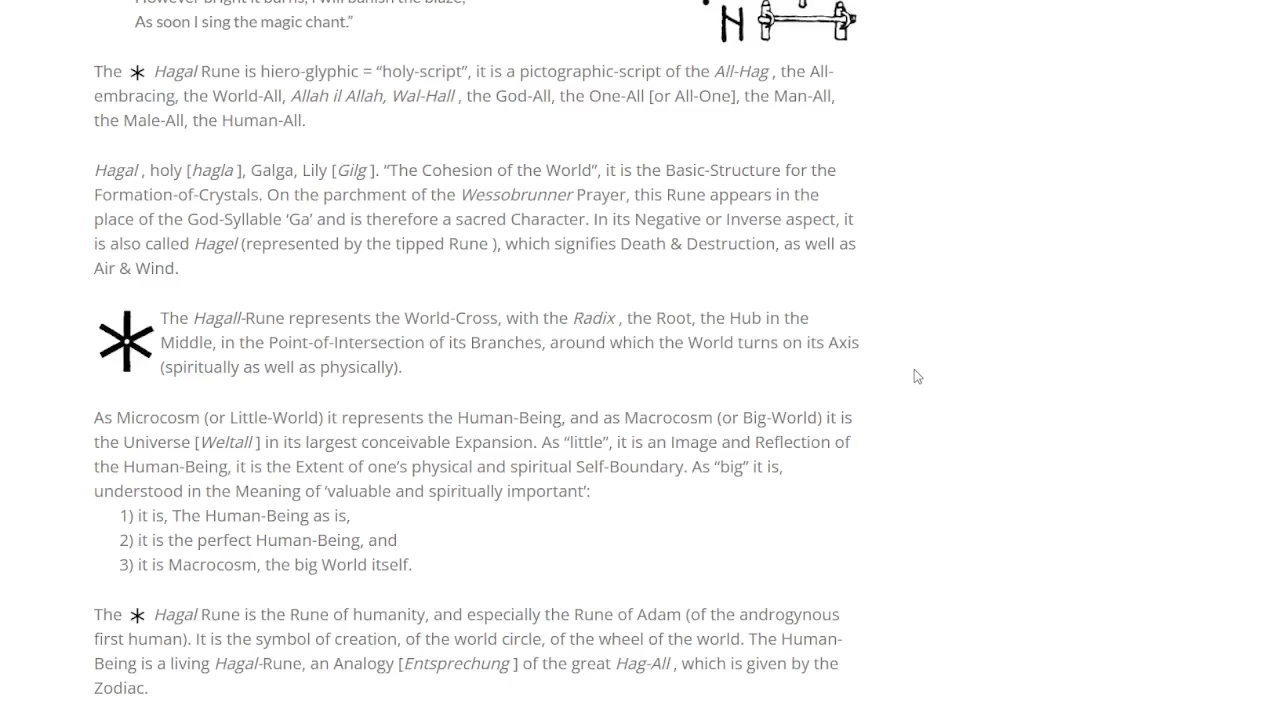 However bright it burns, I will banish the blaze,
As soon I sing the magic chant.”
H
The Hagal Rune is hiero-glyphic = “holy-script”, it is a pictographic-script of the All-Hag , the All-
embracing, the World-All, Allah il Allah, Wal-Hall , the God-All, the One-All [or All-One], the Man-All,
the Male-All, the Human-All.
Hagal , holy [hagla ], Galga, Lily [Gilg ]. “The Cohesion of the World”, it is the Basic-Structure for the
Formation-of-Crystals. On the parchment of the Wessobrunner Prayer, this Rune appears in the
place of the God-Syllable ‘Ga’ and is therefore a sacred Character. In its Negative or Inverse aspect, it
is also called Hagel (represented by the tipped Rune ), which signifies Death & Destruction, as well as
Air & Wind.
The Hagall-Rune represents the World-Cross, with the Radix , the Root, the Hub in the
Middle, in the Point-of-Intersection of its Branches, around which the World turns on its Axis
(spiritually as well as physically).
As Microcosm (or Little-World) it represents the Human-Being, and as Macrocosm (or Big-World) it is
the Universe [Weltall ] in its largest conceivable Expansion. As “little”, it is an Image and Reflection of
the Human-Being, it is the Extent of one’s physical and spiritual Self-Boundary. As “big” it is,
understood in the Meaning of ‘valuable and spiritually important’:
1) it is, The Human-Being as is,
2) it is the perfect Human-Being, and
3) it is Macrocosm, the big World itself.
The Hagal Rune is the Rune of humanity, and especially the Rune of Adam (of the androgynous
first human). It is the symbol of creation, of the world circle, of the wheel of the world. The Human-
Being is a living Hagal-Rune, an Analogy [Entsprechung ] of the great Hag-All , which is given by the
Zodiac.